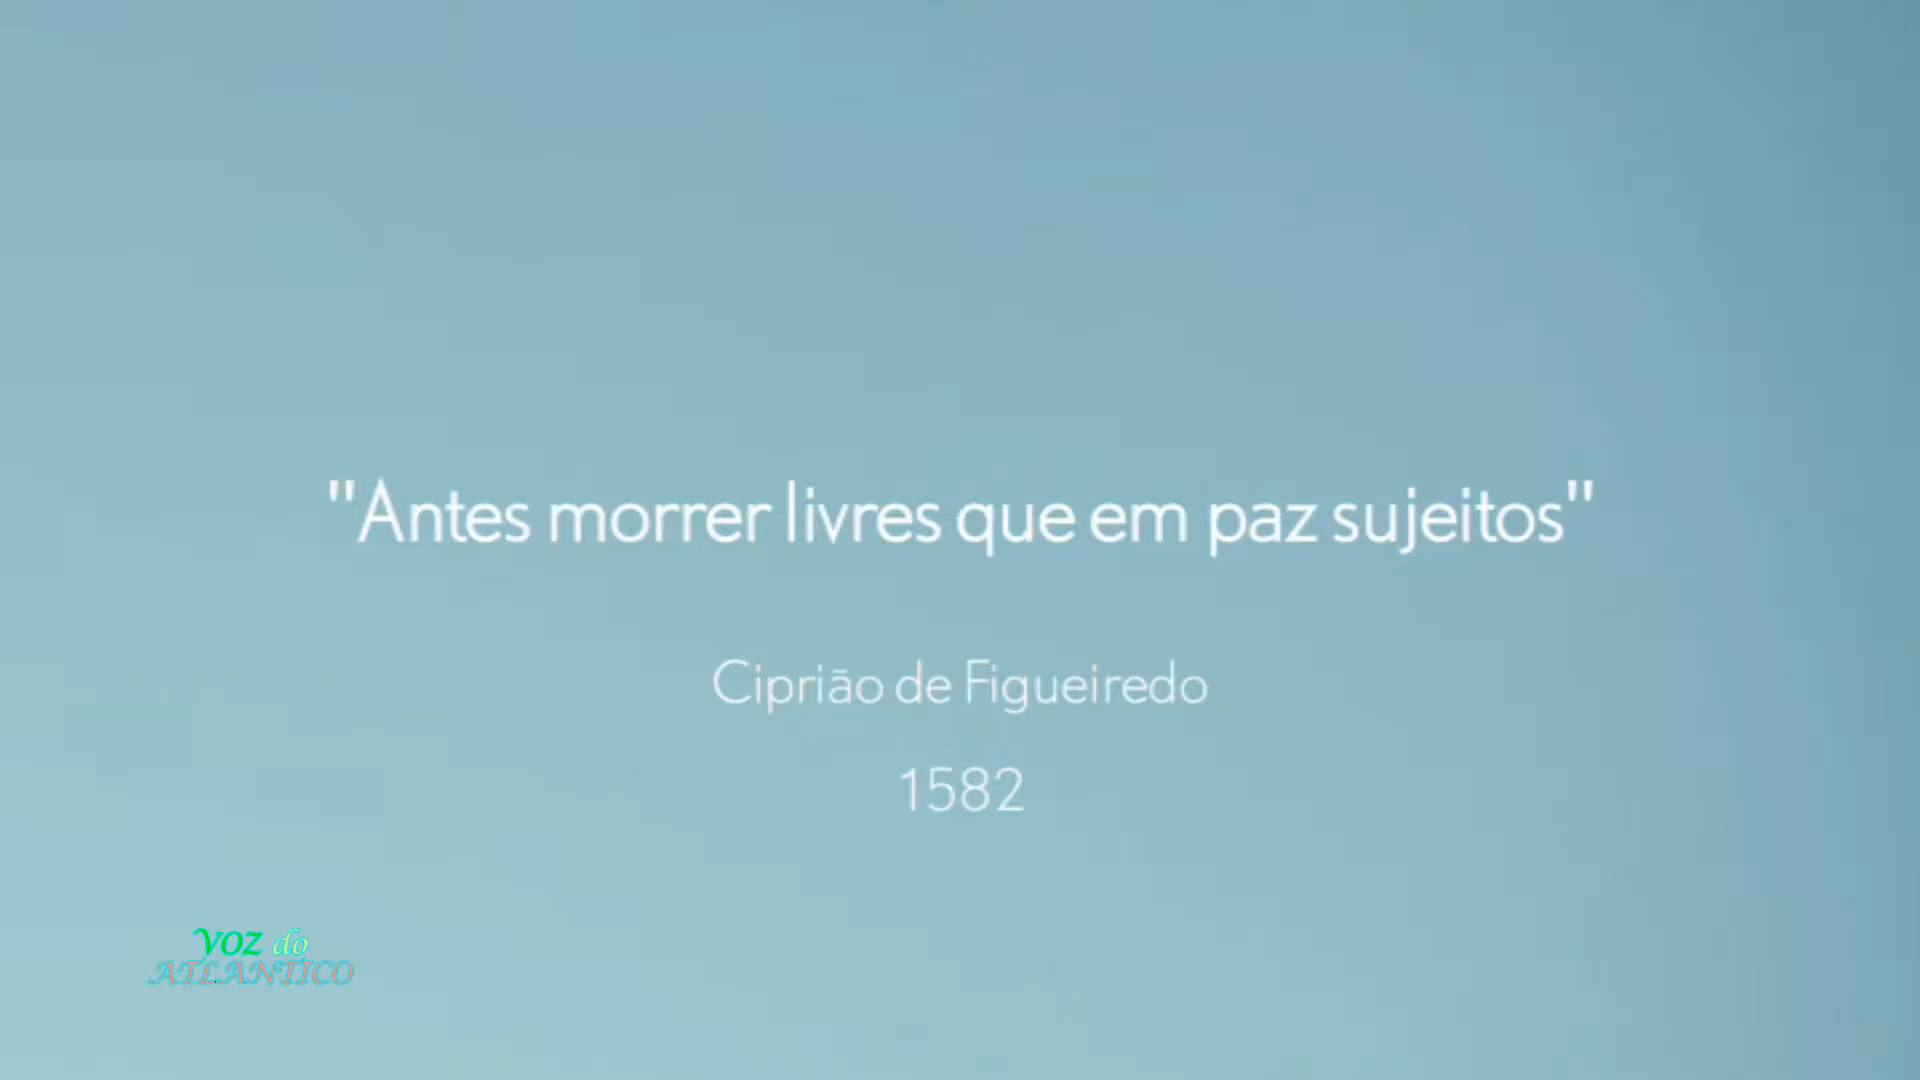 "Antes morrer livres que em paz sujeitos"
Ciprião de Figueiredo
1582
VOZ do
ATLANTICO